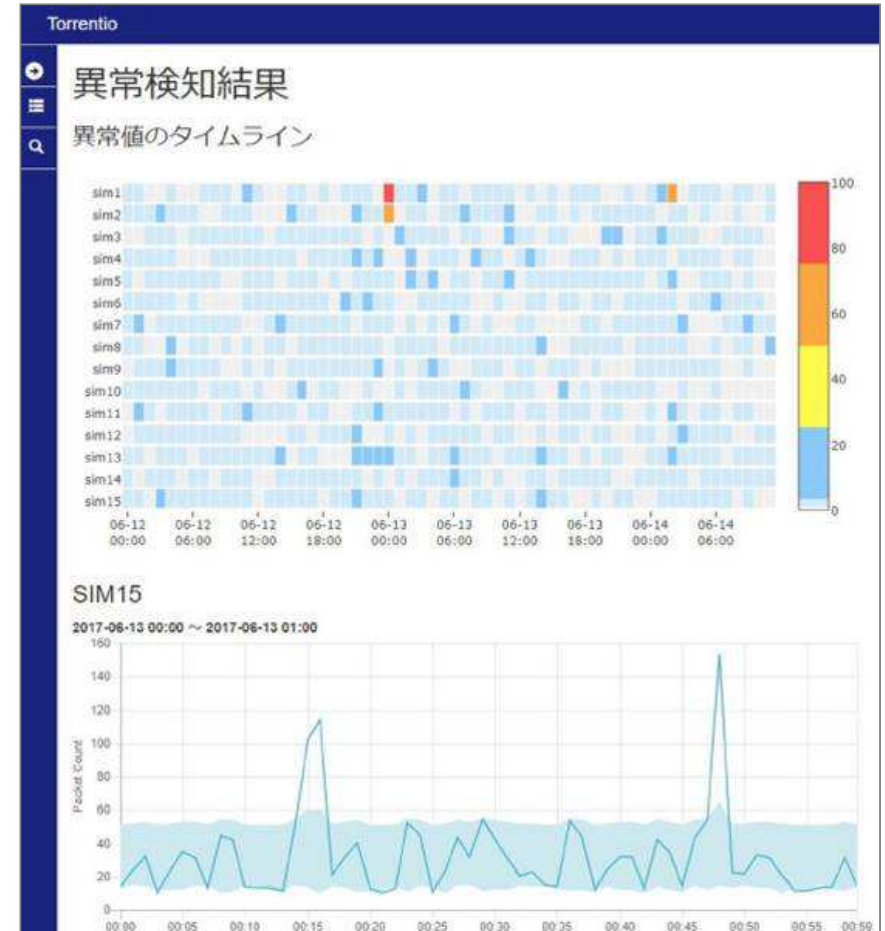 Torrentio
異常検知結果
異常値のタイムライン
sim1
sim2
sim3
sim4
sim5
sim6
sim7
sim8
sim9
sim10
sim11
sim12
sim13
sim14
sim15
100
80
60
40
20
0
06-12 06-12 06-12 06-12 06-13 06-13 06-13 06-13 06-14 06-14
00:00 06:00 12:00 18:00 00:00 06:00 12:00 18:00 00:00 06:00
SIM15
2017-06-13 00:00 ～ 2017-06-13 01:00
160
140
120
100
80
60
40
20
0
Packet Count
00:00 00:05 00:10 00:15 00:20 00:25 00:30 00:35 00:40 00:45 00:50 00:55 00:59